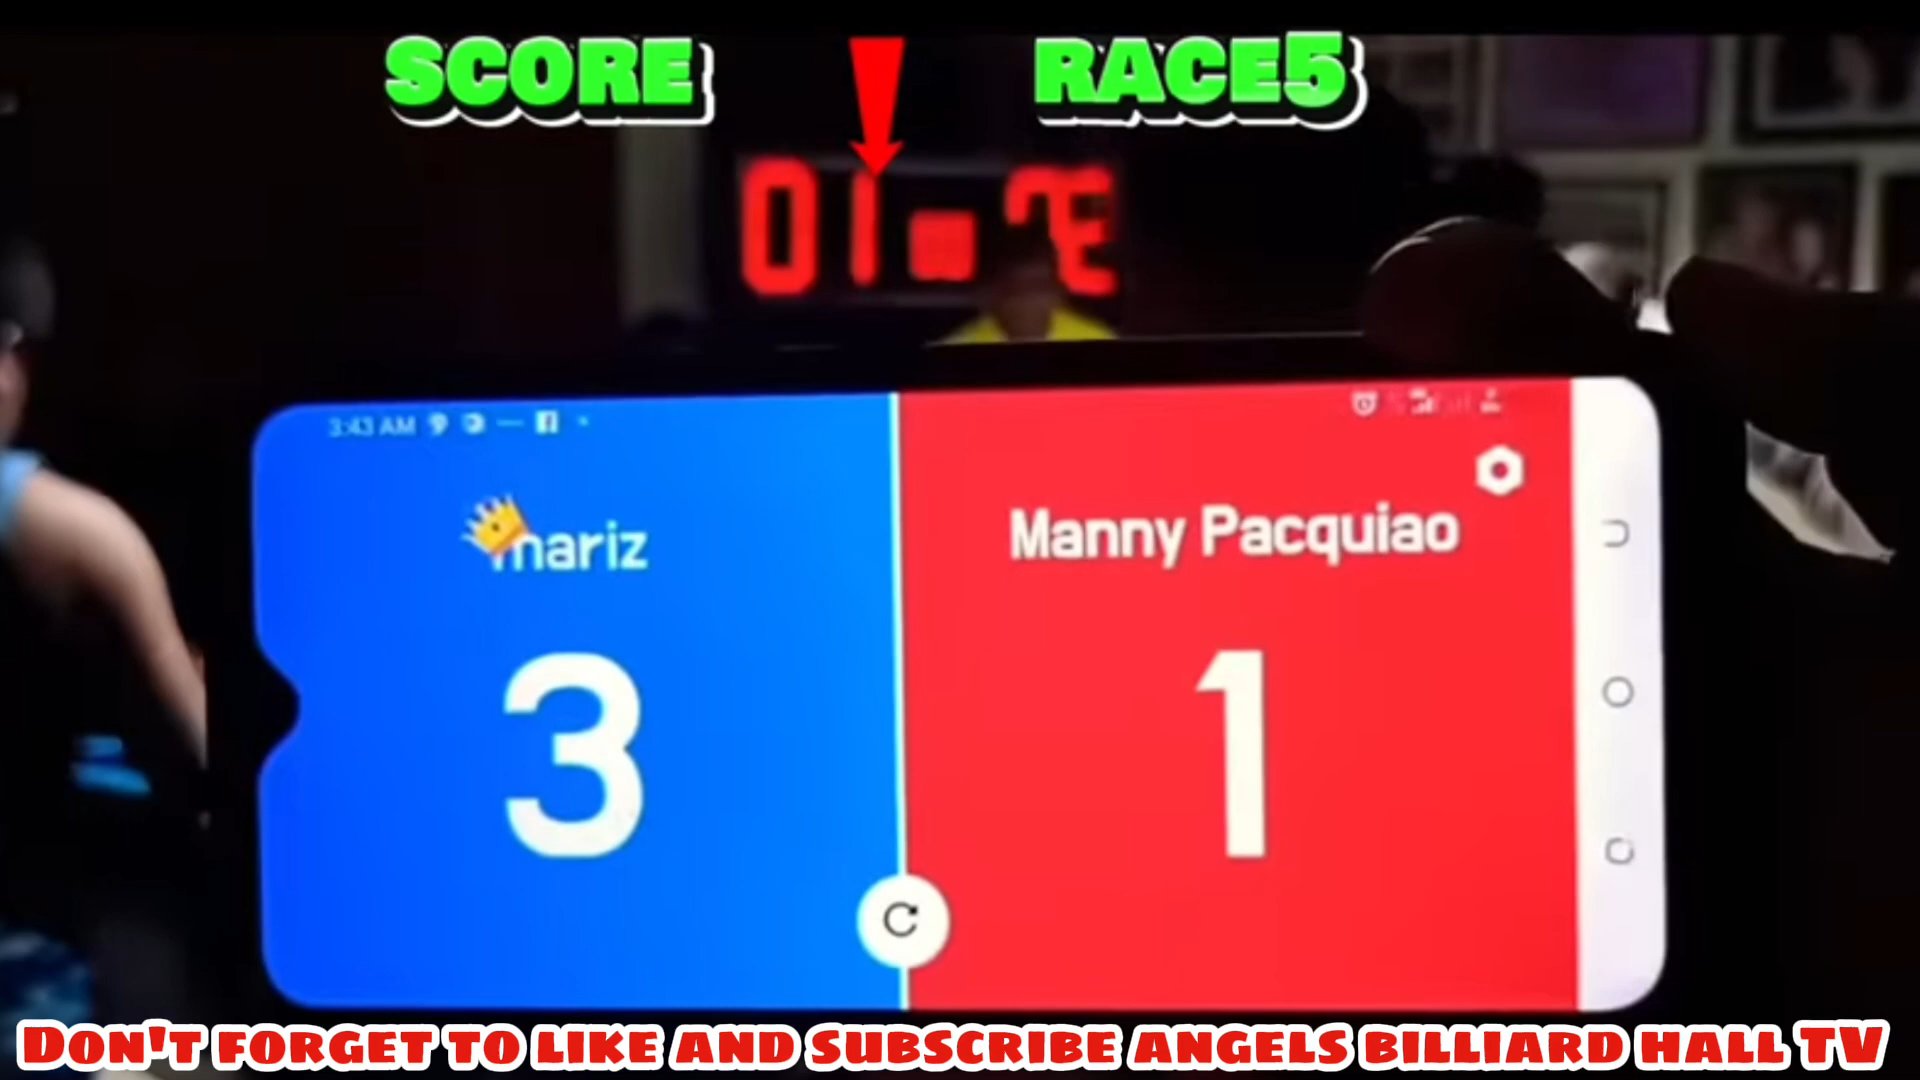 SCORE RACE5
01
3:43 AM
mariz Manny Pacquiao
3 1
DON'T FORGET TO LIKE AND SUBSCRIBE ANGELS BILLIARD HALL TV